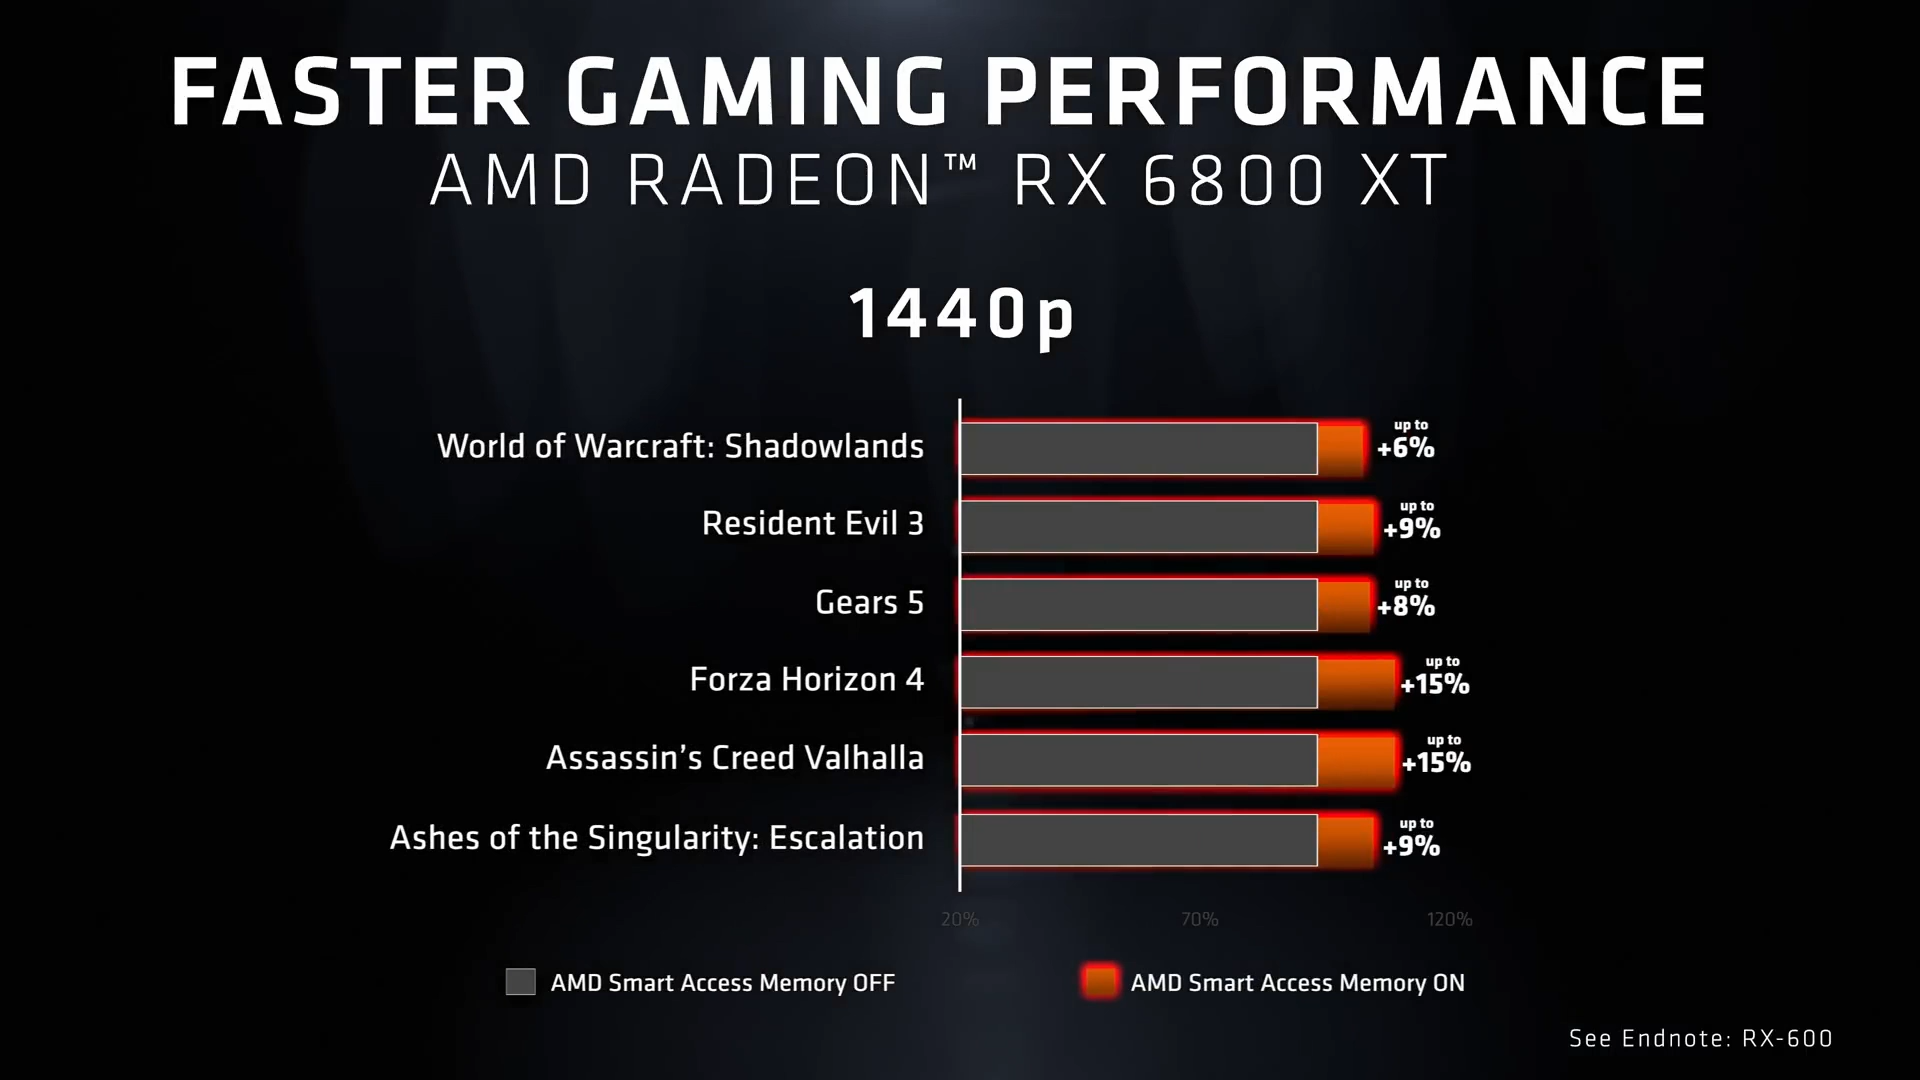 FASTER GAMING PERFORMANCE
AMD RADEON™ RX 6800 XT
1440p
World of Warcraft: Shadowlands
up to
+6%
Resident Evil 3
up to
+9%
Gears 5
up to
+8%
Forza Horizon 4
up to
+15%
Assassin’s Creed Valhalla
up to
+15%
Ashes of the Singularity: Escalation
up to
+9%
20% 70% 120%
AMD Smart Access Memory OFF
AMD Smart Access Memory ON
See Endnote: RX-600